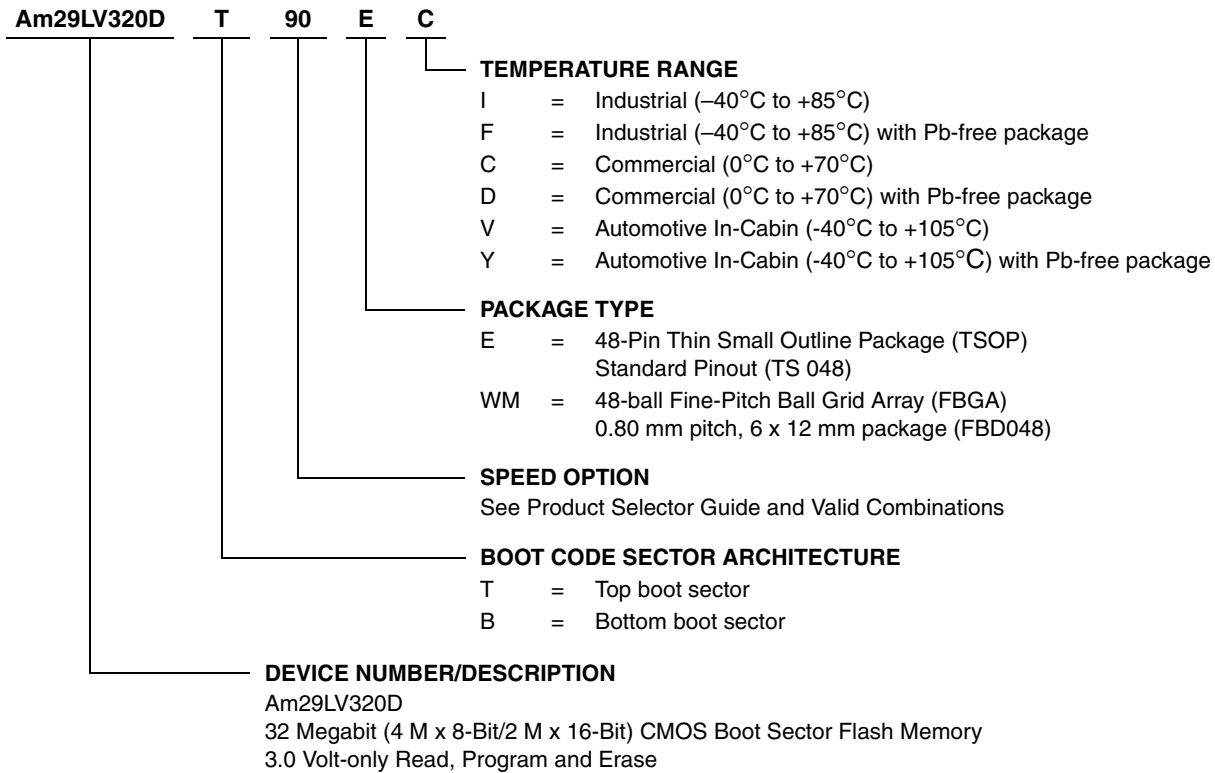 Am29LV320D T 90 E C
TEMPERATURE RANGE
I = Industrial (–40°C to +85°C)
F = Industrial (–40°C to +85°C) with Pb-free package
C = Commercial (0°C to +70°C)
D = Commercial (0°C to +70°C) with Pb-free package
V = Automotive In-Cabin (-40°C to +105°C)
Y = Automotive In-Cabin (-40°C to +105°C) with Pb-free package
PACKAGE TYPE
E = 48-Pin Thin Small Outline Package (TSOP)
Standard Pinout (TS 048)
WM = 48-ball Fine-Pitch Ball Grid Array (FBGA)
0.80 mm pitch, 6 x 12 mm package (FBD048)
SPEED OPTION
See Product Selector Guide and Valid Combinations
BOOT CODE SECTOR ARCHITECTURE
T = Top boot sector
B = Bottom boot sector
DEVICE NUMBER/DESCRIPTION
Am29LV320D
32 Megabit (4 M x 8-Bit/2 M x 16-Bit) CMOS Boot Sector Flash Memory
3.0 Volt-only Read, Program and Erase